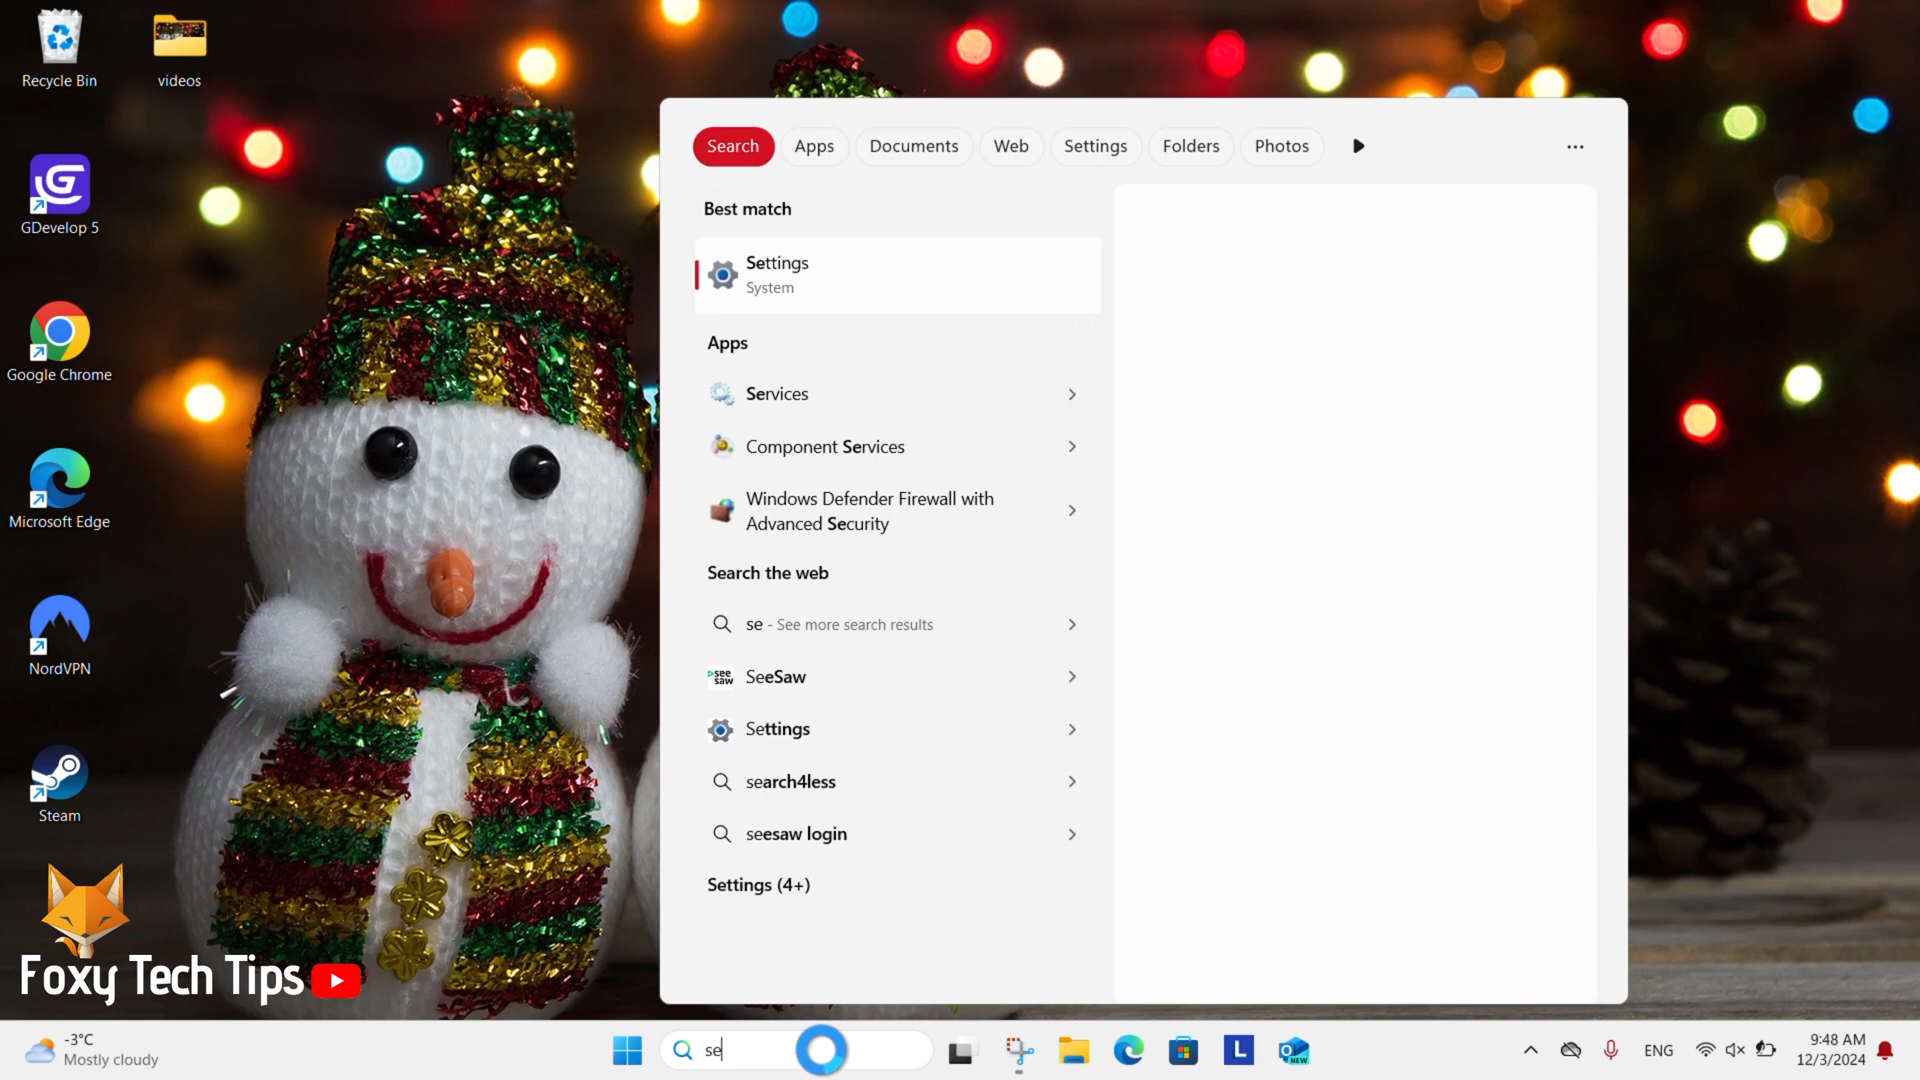 Recycle Bin
videos
GDevelop 5
Google Chrome
Microsoft Edge
NordVPN
Steam
Foxy Tech Tips
Search
Apps
Documents
Web
Settings
Folders
Photos
Best match
Settings
System
Apps
Services
Component Services
Windows Defender Firewall with
Advanced Security
Search the web
se - See more search results
see
saw
SeeSaw
Settings
search4less
seesaw login
Settings (4+)
-3°C
Mostly cloudy
se
L
NEW
ENG
9:48 AM
12/3/2024